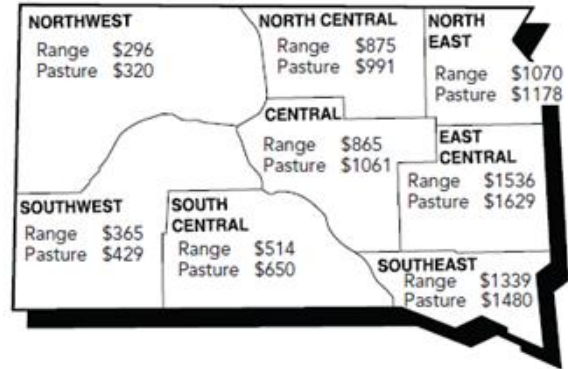 NORTHWEST
Range $296
Pasture $320
NORTH CENTRAL
Range $875
Pasture $991
NORTH
EAST
Range $1070
Pasture $1178
CENTRAL
Range $865
Pasture $1061
EAST
CENTRAL
Range $1536
Pasture $1629
SOUTHWEST
Range $365
Pasture $429
SOUTH
CENTRAL
Range $514
Pasture $650
SOUTHEAST
Range $1339
Pasture $1480